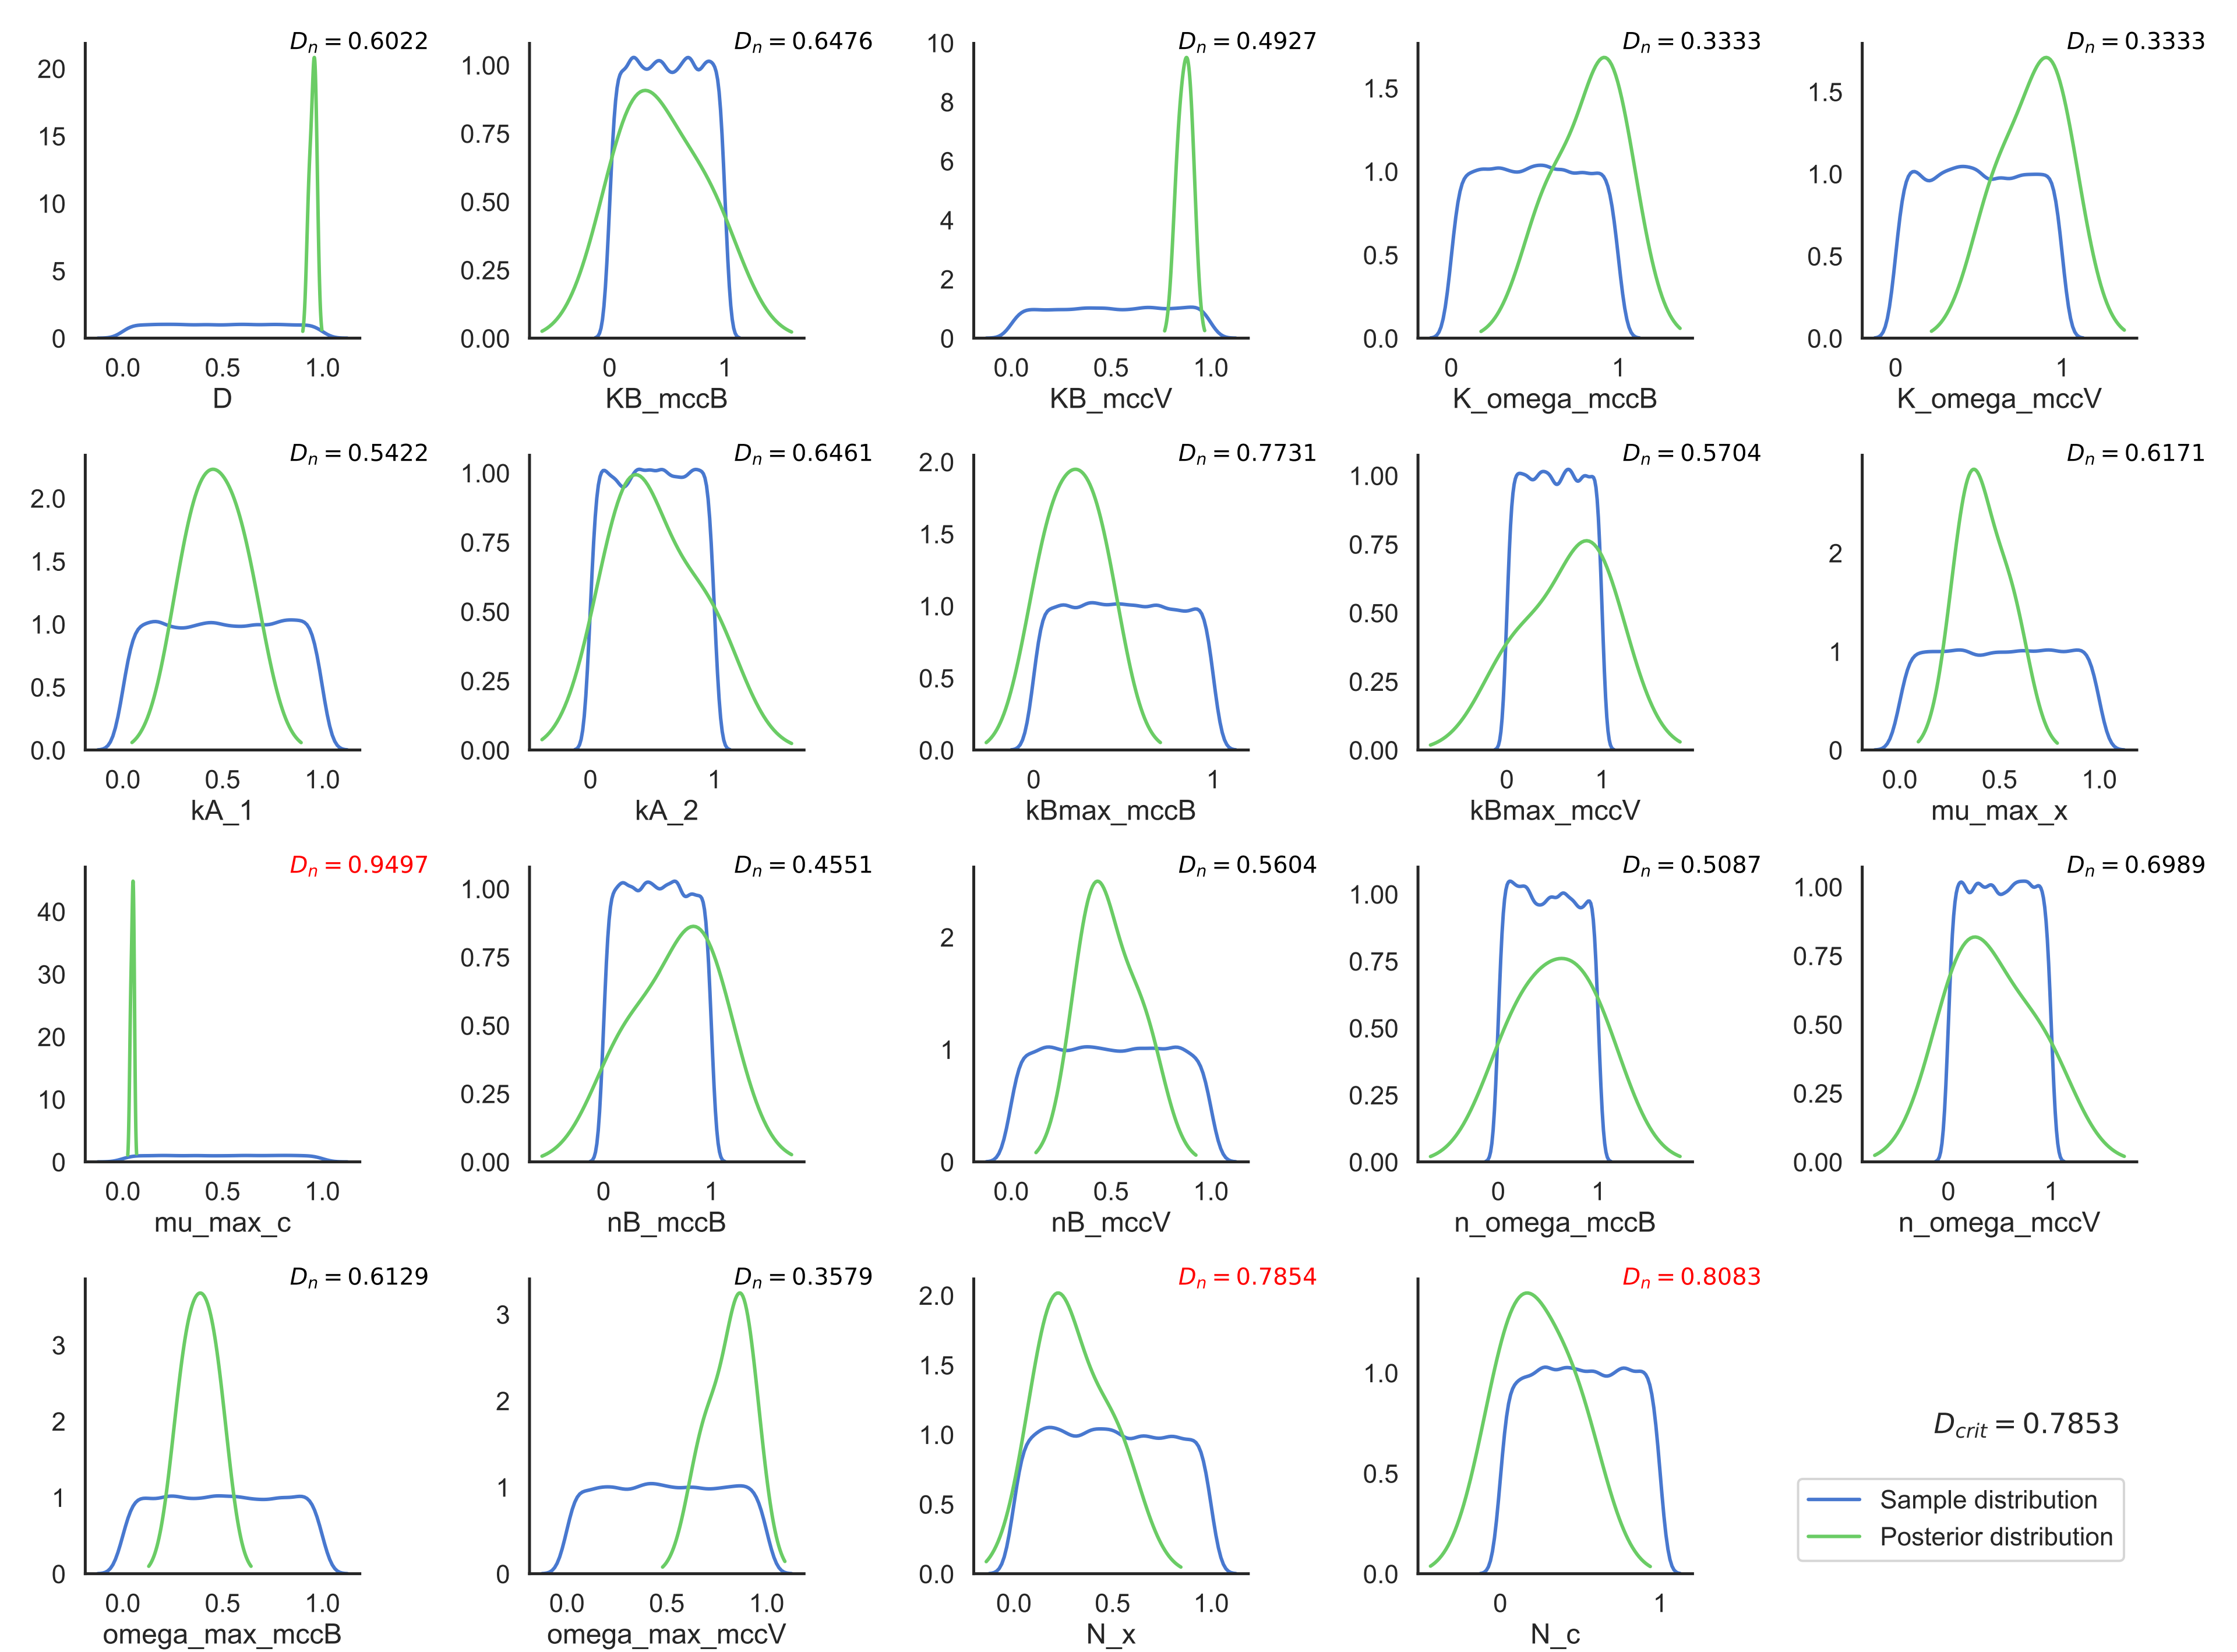 D_n = 0.6022
20
15
10
5
0
0.0 0.5 1.0
D
D_n = 0.6476
1.00
0.75
0.50
0.25
0.00
0 1
KB_mccB
D_n = 0.4927
10
8
6
4
2
0
0.0 0.5 1.0
KB_mccV
D_n = 0.3333
1.5
1.0
0.5
0.0
0 1
K_omega_mccB
D_n = 0.3333
1.5
1.0
0.5
0.0
0 1
K_omega_mccV
D_n = 0.5422
2.0
1.5
1.0
0.5
0.0
0.0 0.5 1.0
kA_1
D_n = 0.6461
1.00
0.75
0.50
0.25
0.00
0 1
kA_2
D_n = 0.7731
2.0
1.5
1.0
0.5
0.0
0 1
kBmax_mccB
D_n = 0.5704
1.00
0.75
0.50
0.25
0.00
0 1
kBmax_mccV
D_n = 0.6171
2
1
0
0.0 0.5 1.0
mu_max_x
D_n = 0.9497
40
30
20
10
0
0.0 0.5 1.0
mu_max_c
D_n = 0.4551
1.00
0.75
0.50
0.25
0.00
0 1
nB_mccB
D_n = 0.5604
2
1
0
0.0 0.5 1.0
nB_mccV
D_n = 0.5087
1.00
0.75
0.50
0.25
0.00
0 1
n_omega_mccB
D_n = 0.6989
1.00
0.75
0.50
0.25
0.00
0 1
n_omega_mccV
D_n = 0.6129
3
2
1
0
0.0 0.5 1.0
omega_max_mccB
D_n = 0.3579
3
2
1
0
0.0 0.5 1.0
omega_max_mccV
D_n = 0.7854
2.0
1.5
1.0
0.5
0.0
0.0 0.5 1.0
N_x
D_n = 0.8083
1.0
0.5
0.0
0 1
N_c
D_crit = 0.7853
Sample distribution
Posterior distribution